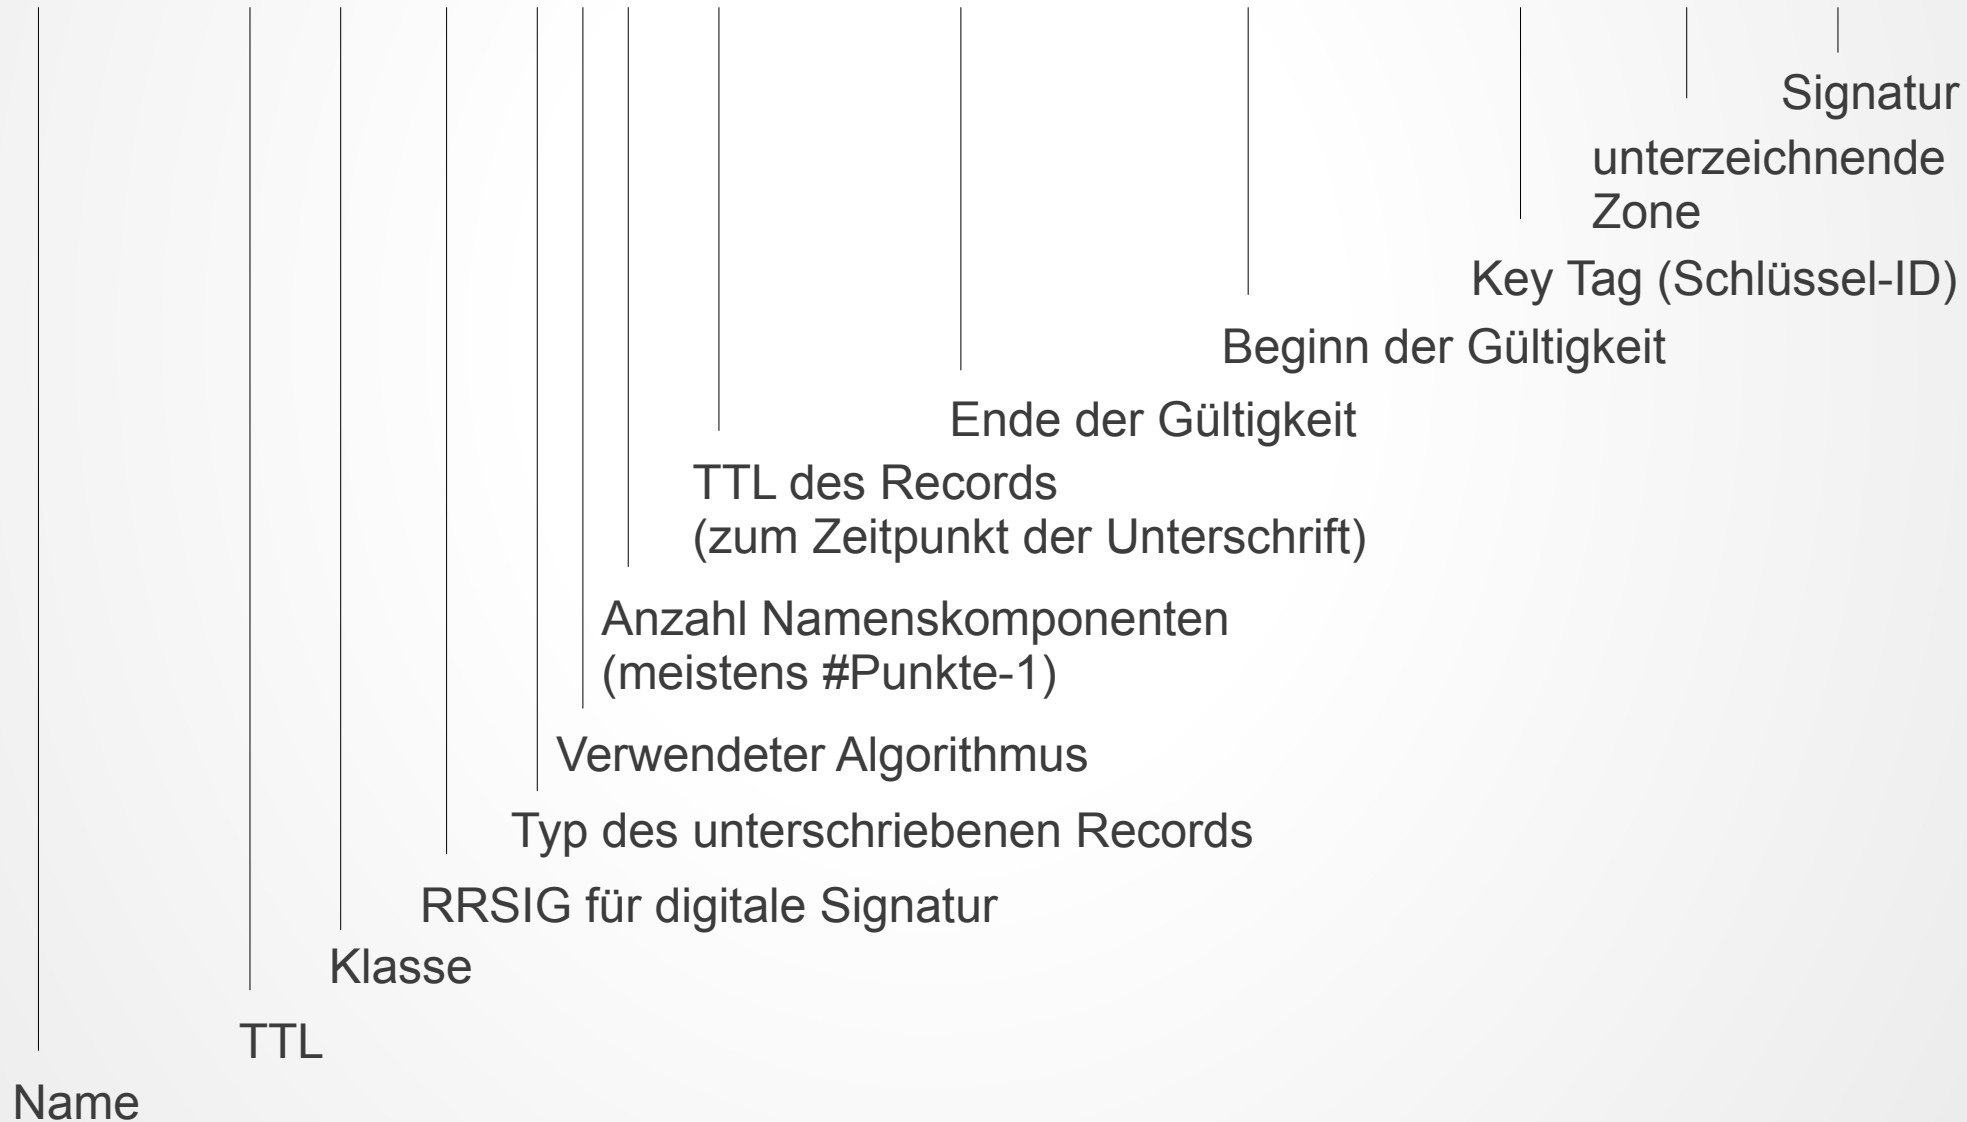 Signatur
unterzeichnende
Zone
Key Tag (Schlüssel-ID)
Beginn der Gültigkeit
Ende der Gültigkeit
TTL des Records
(zum Zeitpunkt der Unterschrift)
Anzahl Namenskomponenten
(meistens #Punkte-1)
Verwendeter Algorithmus
Typ des unterschriebenen Records
RRSIG für digitale Signatur
Klasse
TTL
Name